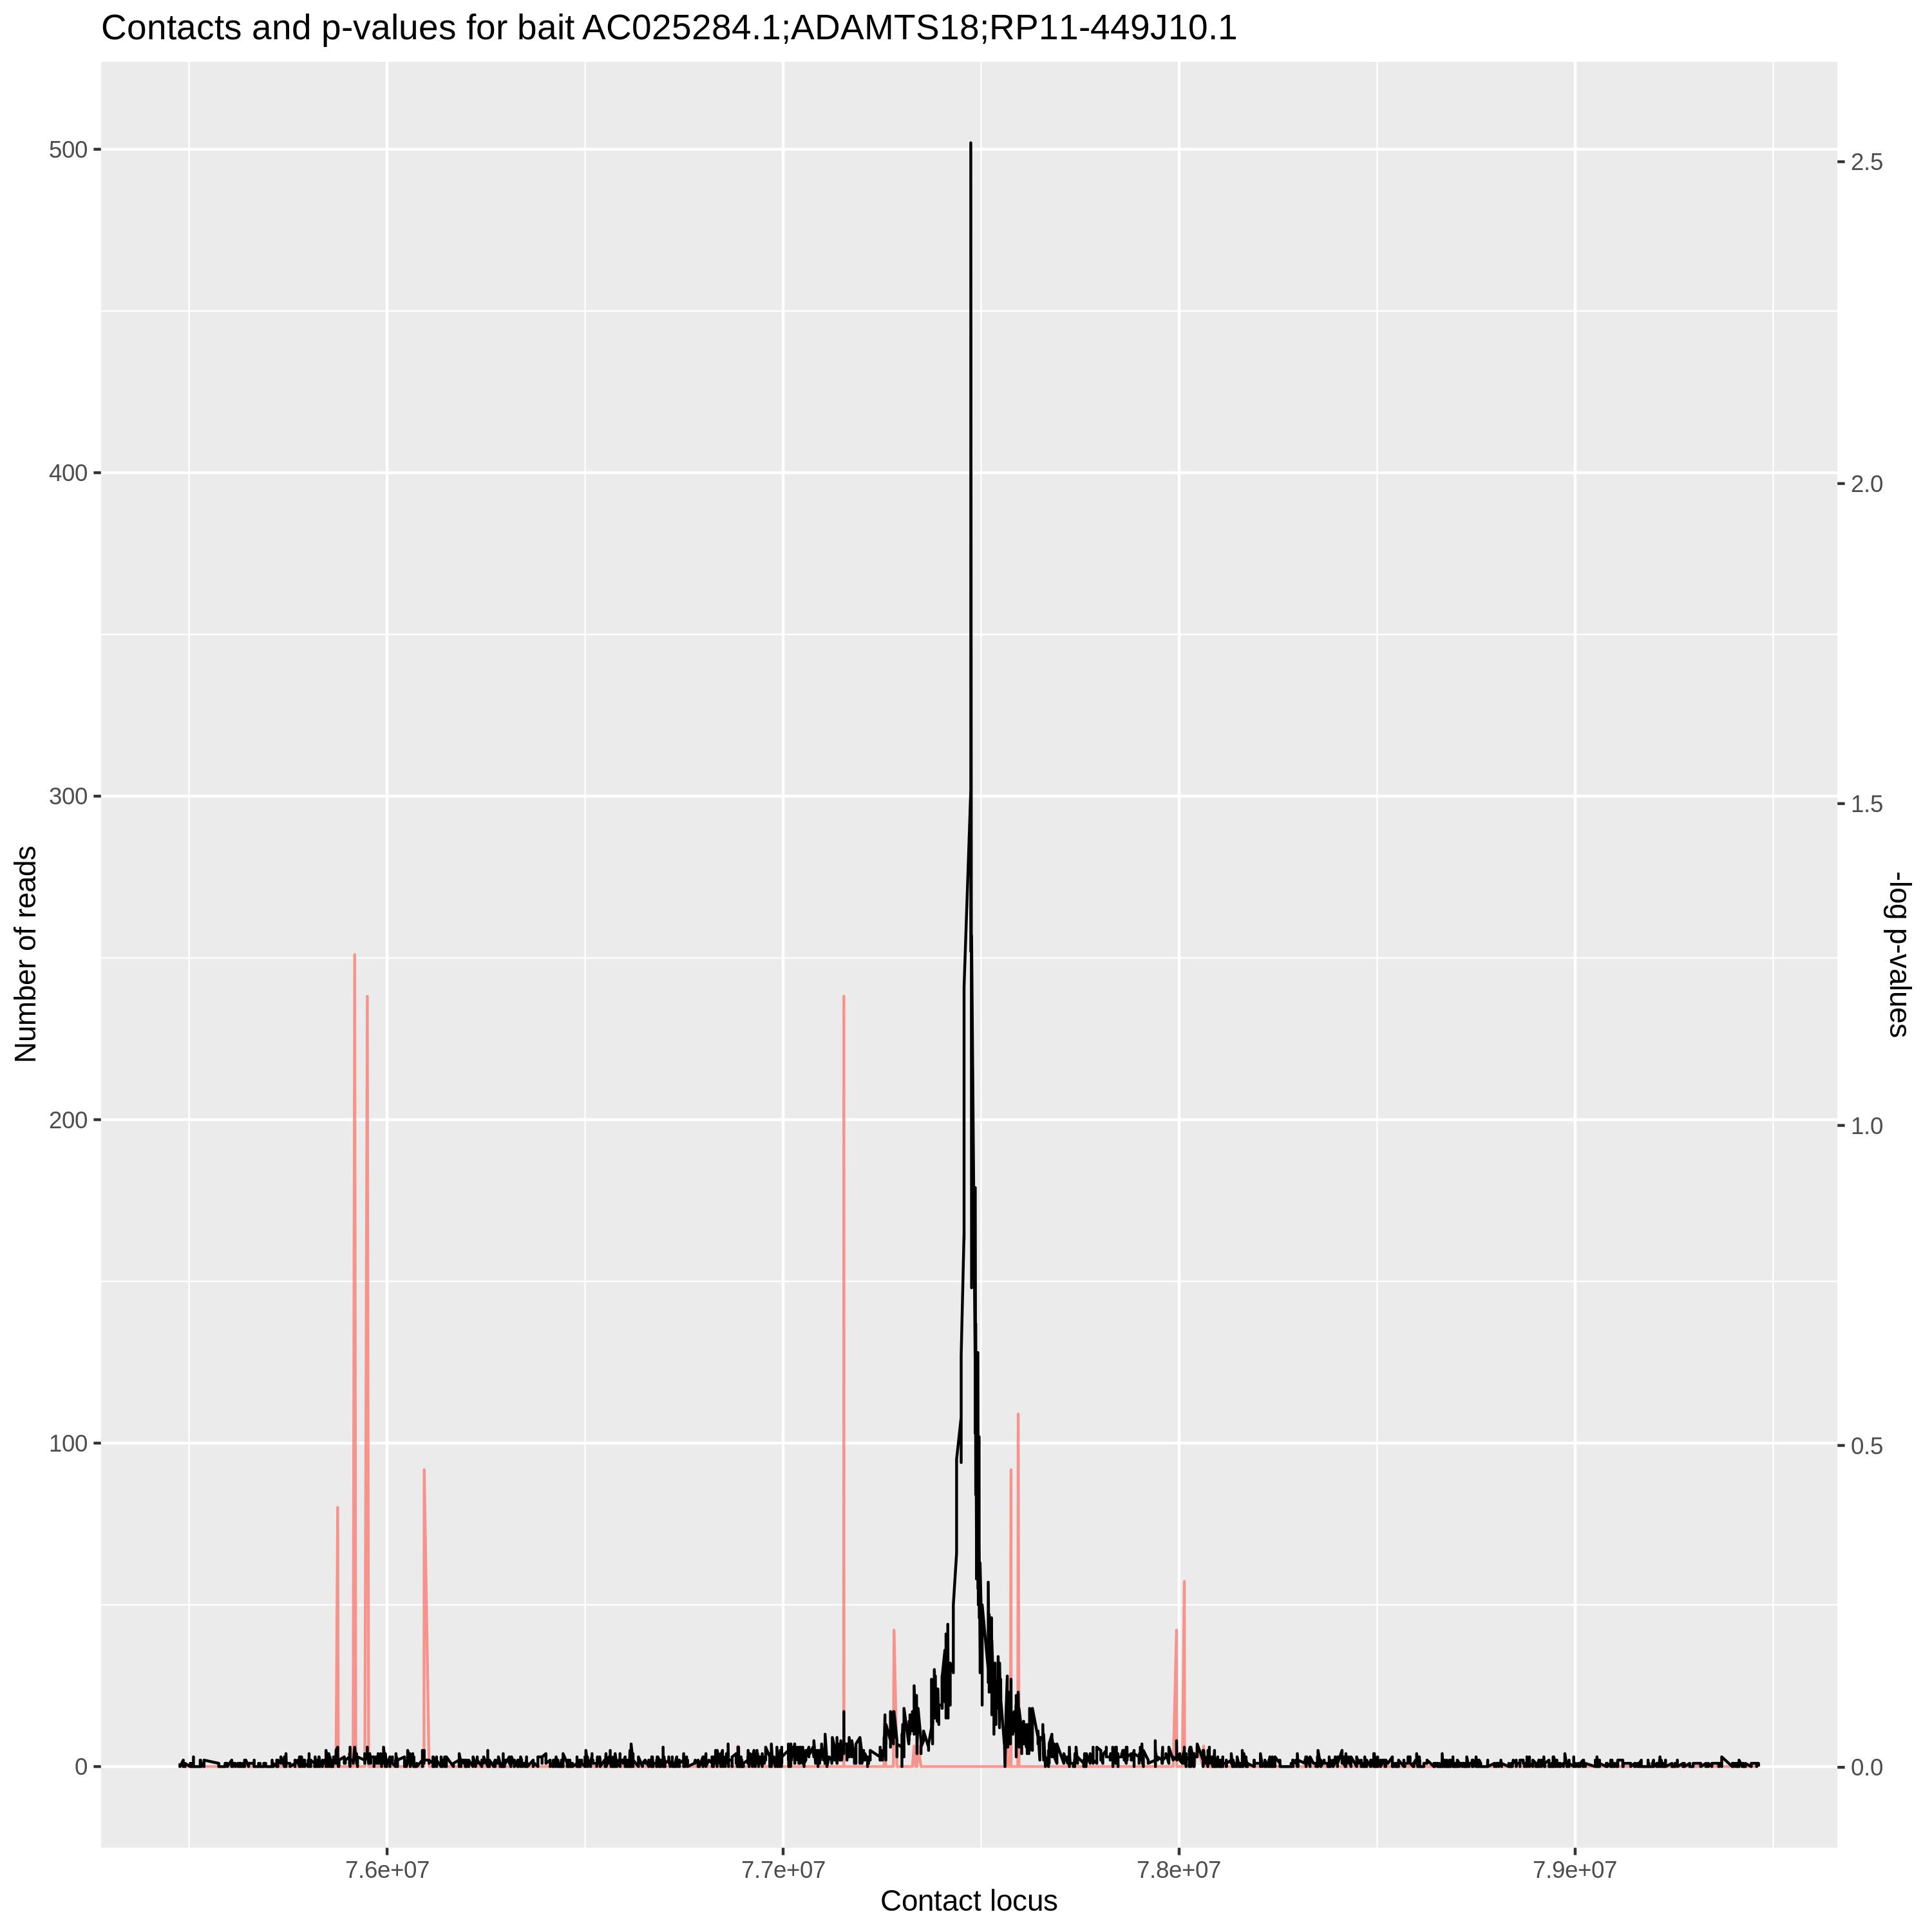 Contacts and p-values for bait AC025284.1;ADAMTS18;RP11-449J10.1
500
400
300
200
100
0
Number of reads
2.5
2.0
1.5
1.0
0.5
0.0
-log p-values
7.6e+07 7.7e+07 7.8e+07 7.9e+07
Contact locus